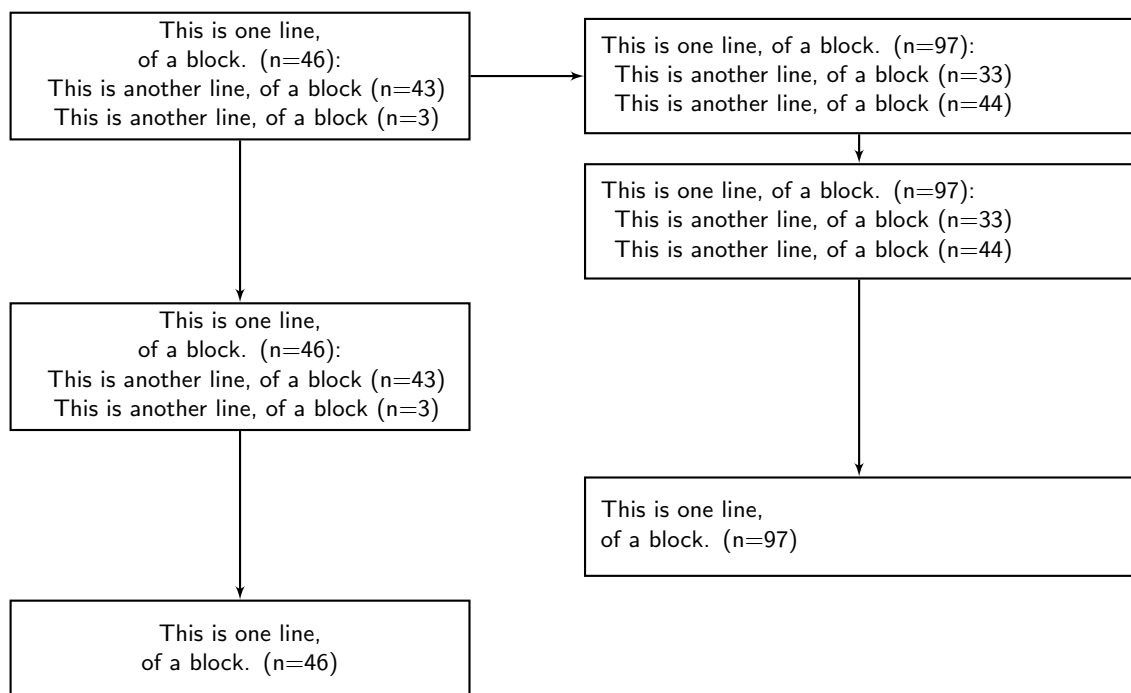 This is one line,
of a block. (n=46):
This is another line, of a block (n=43)
This is another line, of a block (n=3)
This is one line, of a block. (n=97):
This is another line, of a block (n=33)
This is another line, of a block (n=44)
This is one line, of a block. (n=97):
This is another line, of a block (n=33)
This is another line, of a block (n=44)
This is one line,
of a block. (n=46):
This is another line, of a block (n=43)
This is another line, of a block (n=3)
This is one line,
of a block. (n=97)
This is one line,
of a block. (n=46)